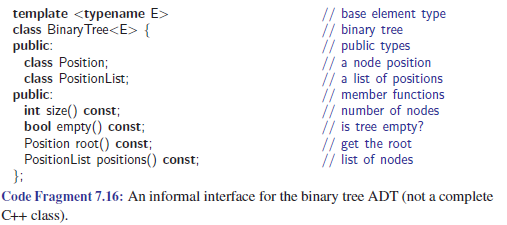 template <typename E> // base element type
class BinaryTree<E> { // binary tree
public: // public types
class Position; // a node position
class PositionList; // a list of positions
public: // member functions
int size() const; // number of nodes
bool empty() const; // is tree empty?
Position root() const; // get the root
PositionList positions() const; // list of nodes
};
Code Fragment 7.16: An informal interface for the binary tree ADT (not a complete
C++ class).